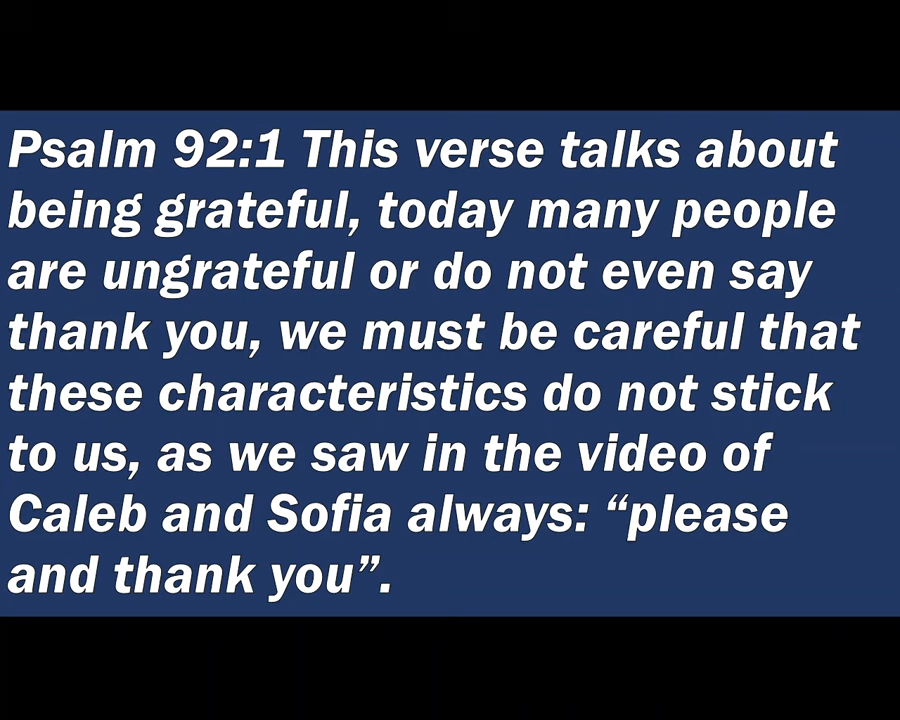 Psalm 92:1 This verse talks about
being grateful, today many people
are ungrateful or do not even say
thank you, we must be careful that
these characteristics do not stick
to us, as we saw in the video of
Caleb and Sofia always: “please
and thank you”.